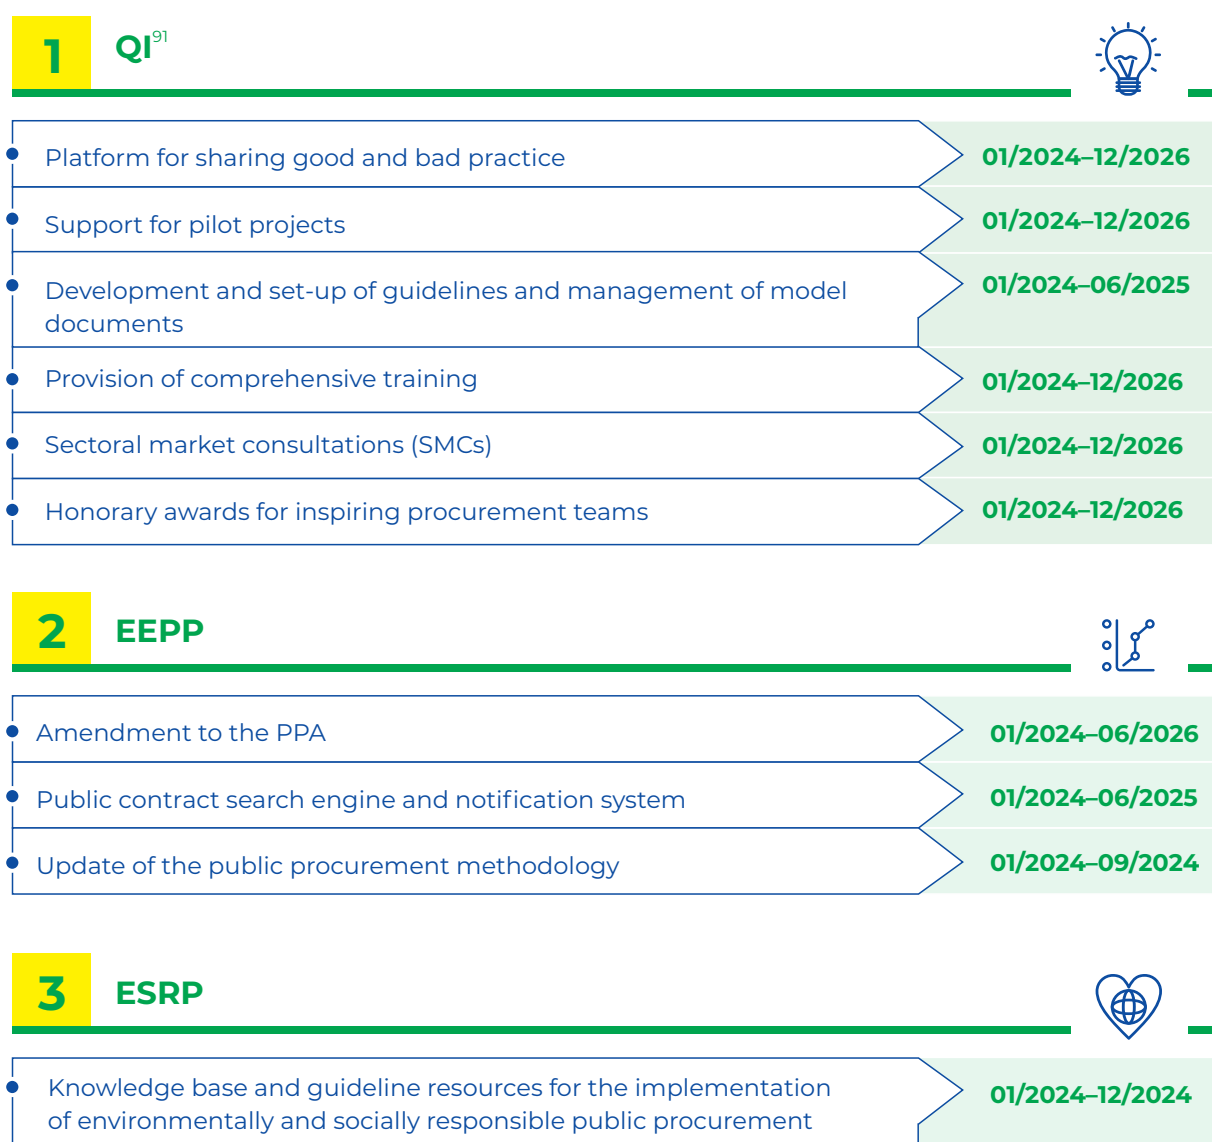 1 QI91
Platform for sharing good and bad practice 01/2024–12/2026
Support for pilot projects 01/2024–12/2026
Development and set-up of guidelines and management of model 01/2024–06/2025
documents
Provision of comprehensive training 01/2024–12/2026
Sectoral market consultations (SMCs) 01/2024–12/2026
Honorary awards for inspiring procurement teams 01/2024–12/2026
2 EEPP
Amendment to the PPA 01/2024–06/2026
Public contract search engine and notification system 01/2024–06/2025
Update of the public procurement methodology 01/2024–09/2024
3 ESRP
Knowledge base and guideline resources for the implementation 01/2024–12/2024
of environmentally and socially responsible public procurement